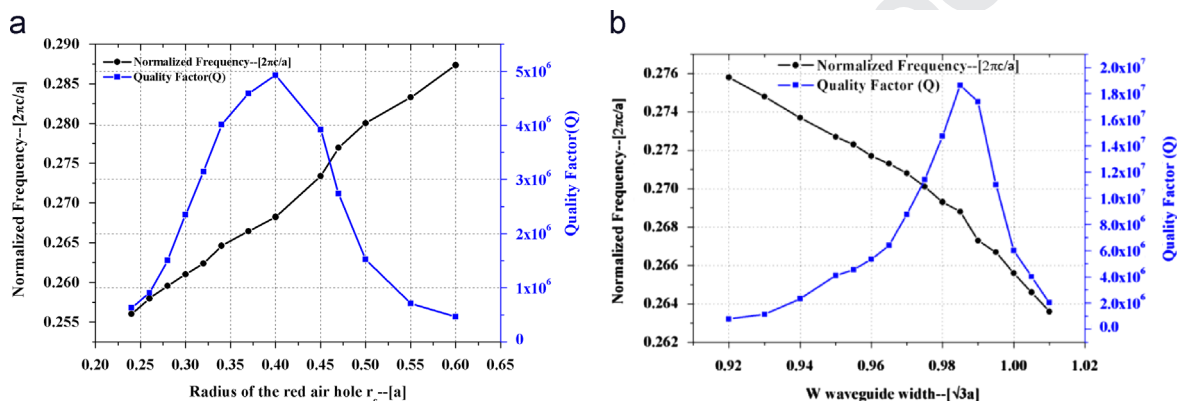 a
0.290
0.285
0.280
0.275
0.270
0.265
0.260
0.255
Normalized Frequency--[2πc/a]
Normalized Frequency--[2πc/a]
Quality Factor(Q)
5x10⁶
4x10⁶
3x10⁶
2x10⁶
1x10⁶
0
Quality Factor(Q)
0.20 0.25 0.30 0.35 0.40 0.45 0.50 0.55 0.60 0.65
Radius of the red air hole r --[a]
b
0.276
0.274
0.272
0.270
0.268
0.266
0.264
0.262
Normalized Frequency--[2πc/a]
Normalized Frequency--[2πc/a]
Quality Factor (Q)
2.0x10⁷
1.8x10⁷
1.6x10⁷
1.4x10⁷
1.2x10⁷
1.0x10⁷
8.0x10⁶
6.0x10⁶
4.0x10⁶
2.0x10⁶
0.0
Quality Factor (Q)
0.92 0.94 0.96 0.98 1.00 1.02
W waveguide width--[√3a]